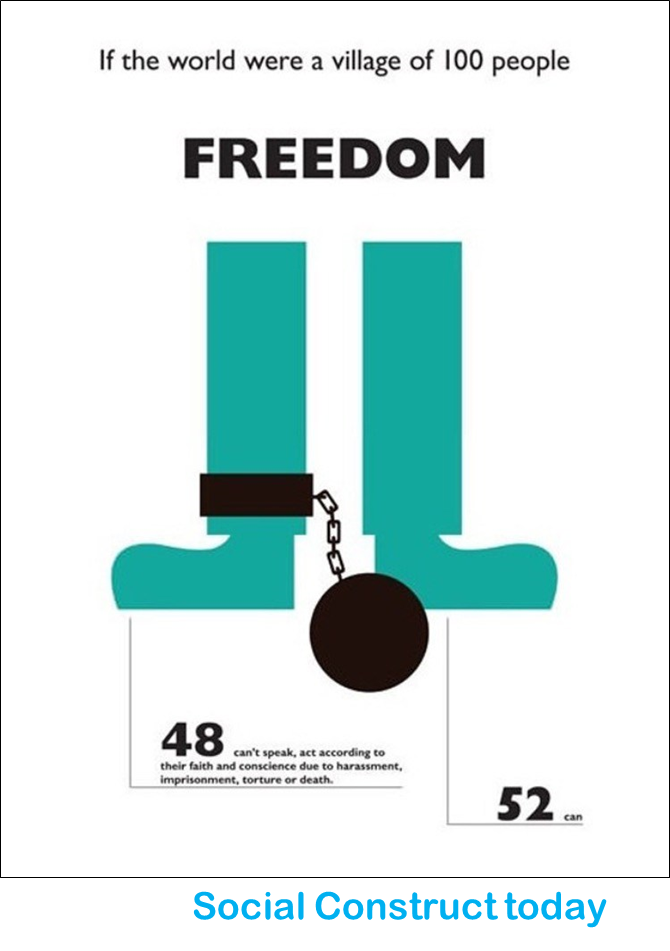 If the world were a village of 100 people
FREEDOM
48 can't speak, act according to
their faith and conscience due to harassment,
imprisonment, torture or death.
52 can
Social Construct today